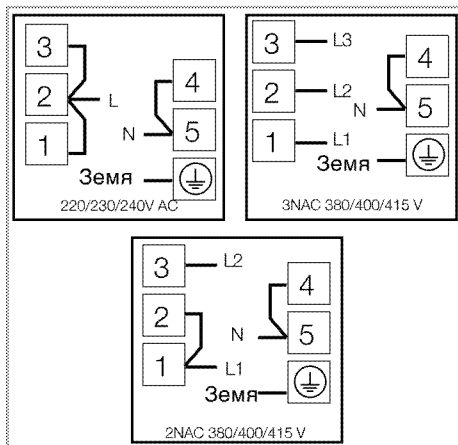 3
2 L 4
1 N 5
Земя
220/230/240V AC
3 L3 4
2 L2 N 5
1 L1
Земя
3NAC 380/400/415 V
3 L2 4
2 N 5
1 L1
Земя
2NAC 380/400/415 V